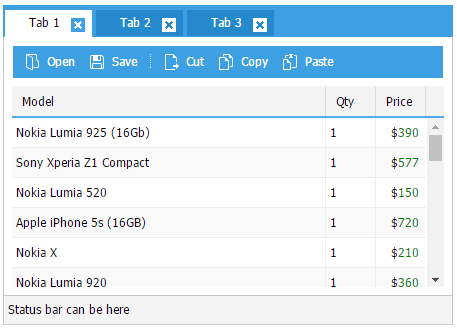 Tab 1 Tab 2 Tab 3
Open Save Cut Copy Paste
Model Qty Price
Nokia Lumia 925 (16Gb) 1 $390
Sony Xperia Z1 Compact 1 $577
Nokia Lumia 520 1 $150
Apple iPhone 5s (16GB) 1 $720
Nokia X 1 $210
Nokia Lumia 920 1 $360
Status bar can be here